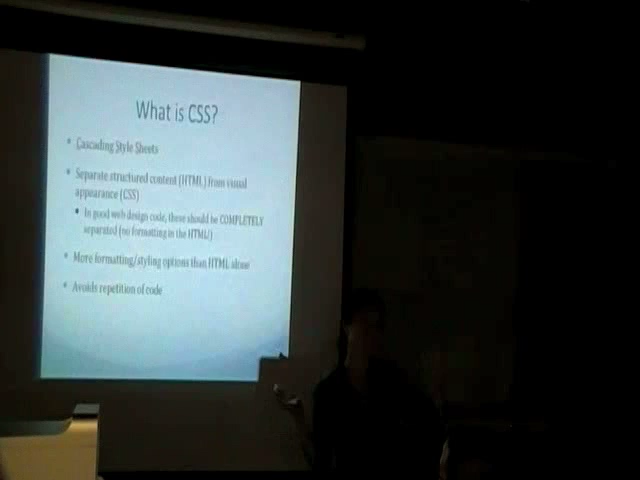 What is CSS?
Cascading Style Sheets
Separate structured content (HTML) from visual
appearance (CSS)
In good web design code, these should be COMPLETELY
separated (no formatting in the HTML!)
More formatting/styling options than HTML alone
Avoids repetition of code